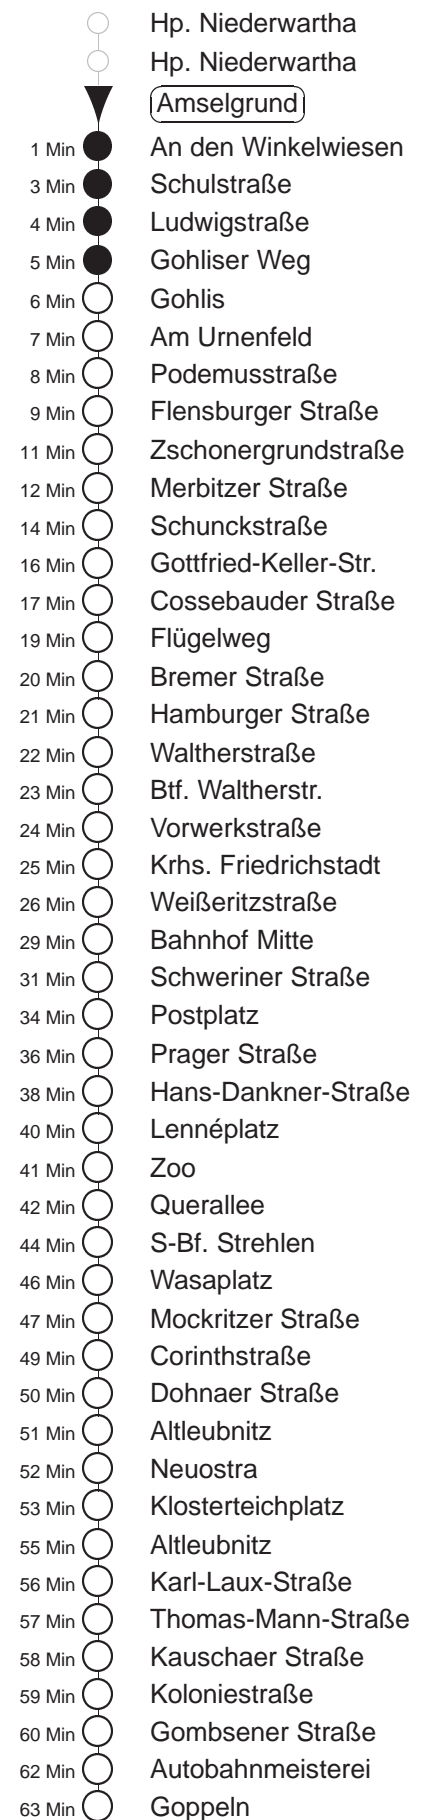 Hp. Niederwartha
Hp. Niederwartha
Amselgrund
1 Min An den Winkelwiesen
3 Min Schulstraße
4 Min Ludwigstraße
5 Min Gohliser Weg
6 Min Gohlis
7 Min Am Urnenfeld
8 Min Podemusstraße
9 Min Flensburger Straße
11 Min Zschonergrundstraße
12 Min Merbitzer Straße
14 Min Schunckstraße
16 Min Gottfried-Keller-Str.
17 Min Cossebauder Straße
19 Min Flügelweg
20 Min Bremer Straße
21 Min Hamburger Straße
22 Min Waltherstraße
23 Min Btf. Waltherstr.
24 Min Vorwerkstraße
25 Min Krhs. Friedrichstadt
26 Min Weißeritzstraße
29 Min Bahnhof Mitte
31 Min Schweriner Straße
34 Min Postplatz
36 Min Prager Straße
38 Min Hans-Dankner-Straße
40 Min Lennéplatz
41 Min Zoo
42 Min Querallee
44 Min S-Bf. Strehlen
46 Min Wasaplatz
47 Min Mockritzer Straße
49 Min Corinthstraße
50 Min Dohnaer Straße
51 Min Altleubnitz
52 Min Neuostra
53 Min Klosterteichplatz
55 Min Altleubnitz
56 Min Karl-Laux-Straße
57 Min Thomas-Mann-Straße
58 Min Kauschaer Straße
59 Min Koloniestraße
60 Min Gombsener Straße
62 Min Autobahnmeisterei
63 Min Goppeln